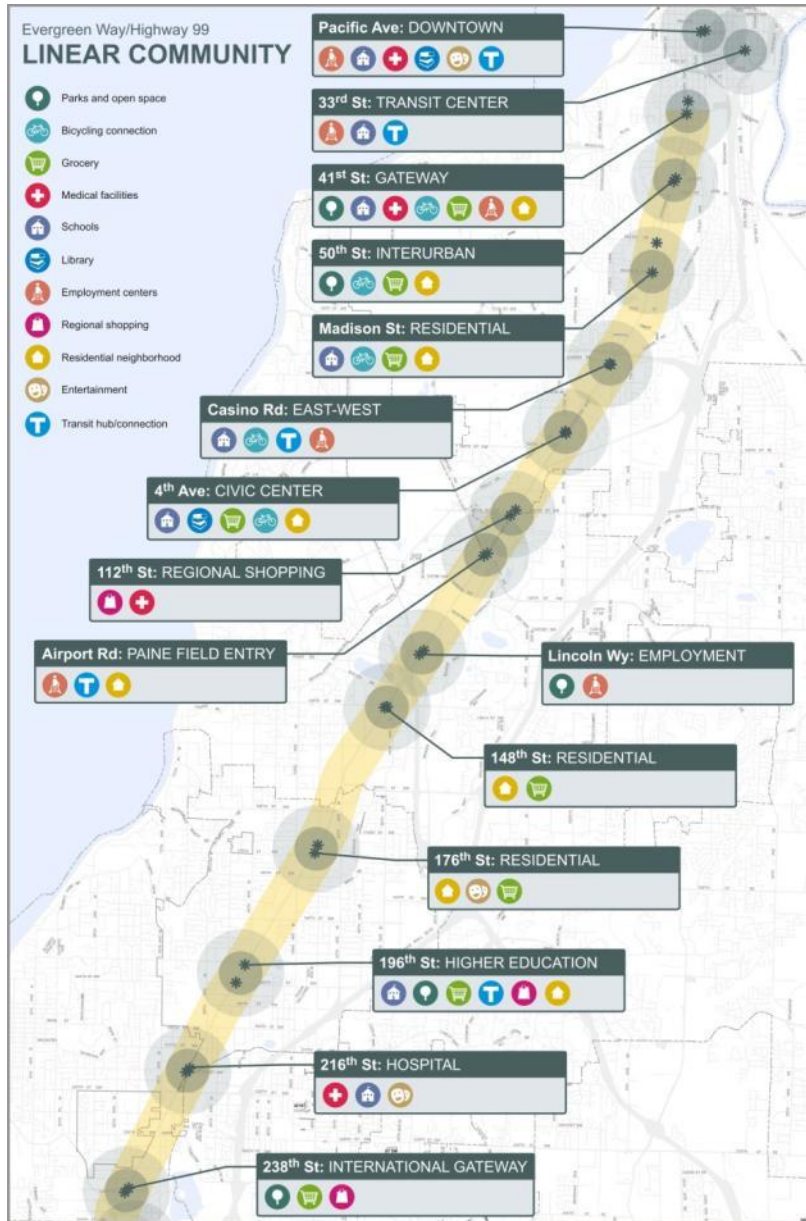 Evergreen Way/Highway 99
LINEAR COMMUNITY
Parks and open space
Bicycling connection
Grocery
Medical facilities
Schools
Library
Employment centers
Regional shopping
Residential neighborhood
Entertainment
Transit hub/connection
Pacific Ave: DOWNTOWN
33rd St: TRANSIT CENTER
41st St: GATEWAY
50th St: INTERURBAN
Madison St: RESIDENTIAL
Casino Rd: EAST-WEST
4th Ave: CIVIC CENTER
112th St: REGIONAL SHOPPING
Airport Rd: PAINE FIELD ENTRY
Lincoln Wy: EMPLOYMENT
148th St: RESIDENTIAL
176th St: RESIDENTIAL
196th St: HIGHER EDUCATION
216th St: HOSPITAL
238th St: INTERNATIONAL GATEWAY